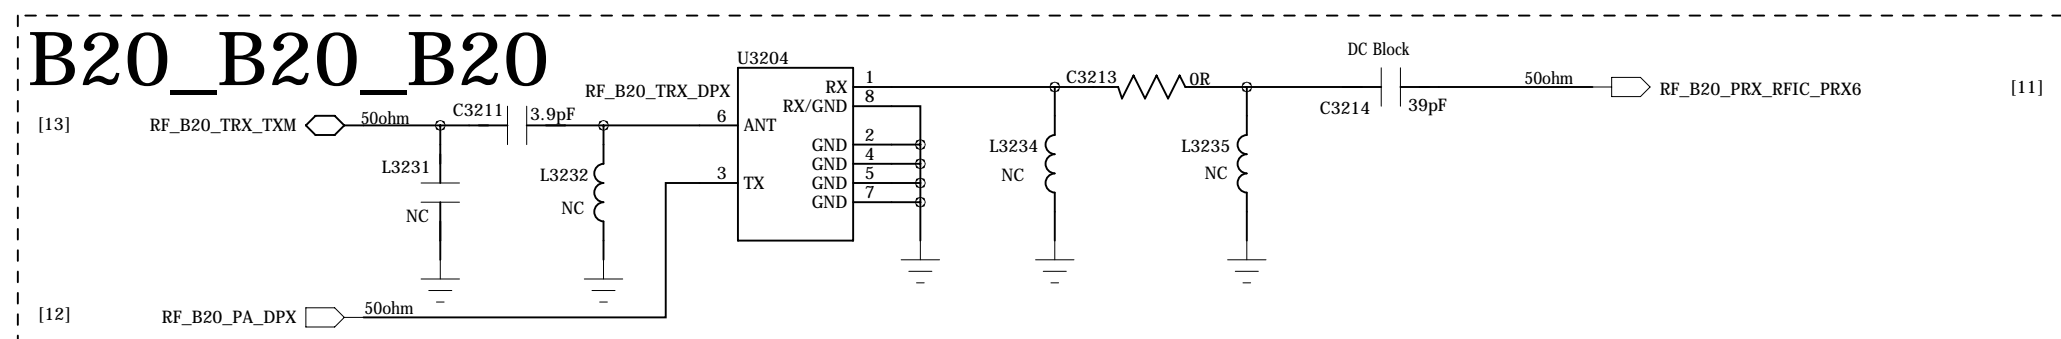 B20_B20_B20
U3204
DC Block
RF_B20_TRX_DPX
RX
1
C3213
0R
50ohm
RF_B20_PRX_RFIC_PRX6
[11]
RX/GND
8
C3214
39pF
[13]
RF_B20_TRX_TXM
50ohm
C3211
3.9pF
6
ANT
GND
2
GND
4
GND
5
GND
7
L3231
NC
L3232
NC
3
TX
L3234
NC
L3235
NC
[12]
RF_B20_PA_DPX
50ohm